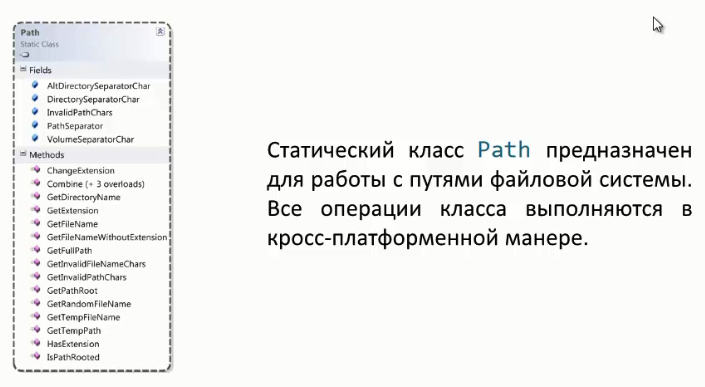 Path
Static Class
Fields
AltDirectorySeparatorChar
DirectorySeparatorChar
InvalidPathChars
PathSeparator
VolumeSeparatorChar
Methods
ChangeExtension
Combine (+ 3 overloads)
GetDirectoryName
GetExtension
GetFileName
GetFileNameWithoutExtension
GetFullPath
GetInvalidFileNameChars
GetInvalidPathChars
GetPathRoot
GetRandomFileName
GetTempFileName
GetTempPath
HasExtension
IsPathRooted
Статический класс Path предназначен
для работы с путями файловой системы.
Все операции класса выполняются в
кросс-платформенной манере.